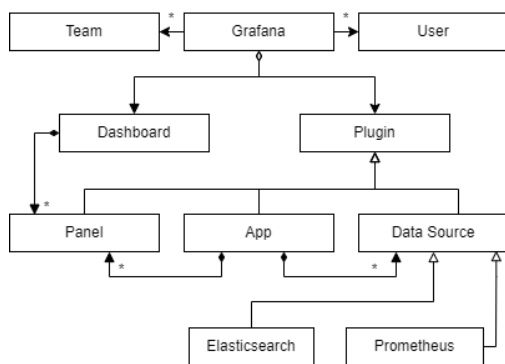 Team
*
Grafana
*
User
Dashboard
Plugin
*
Panel
App
Data Source
*
*
Elasticsearch
Prometheus